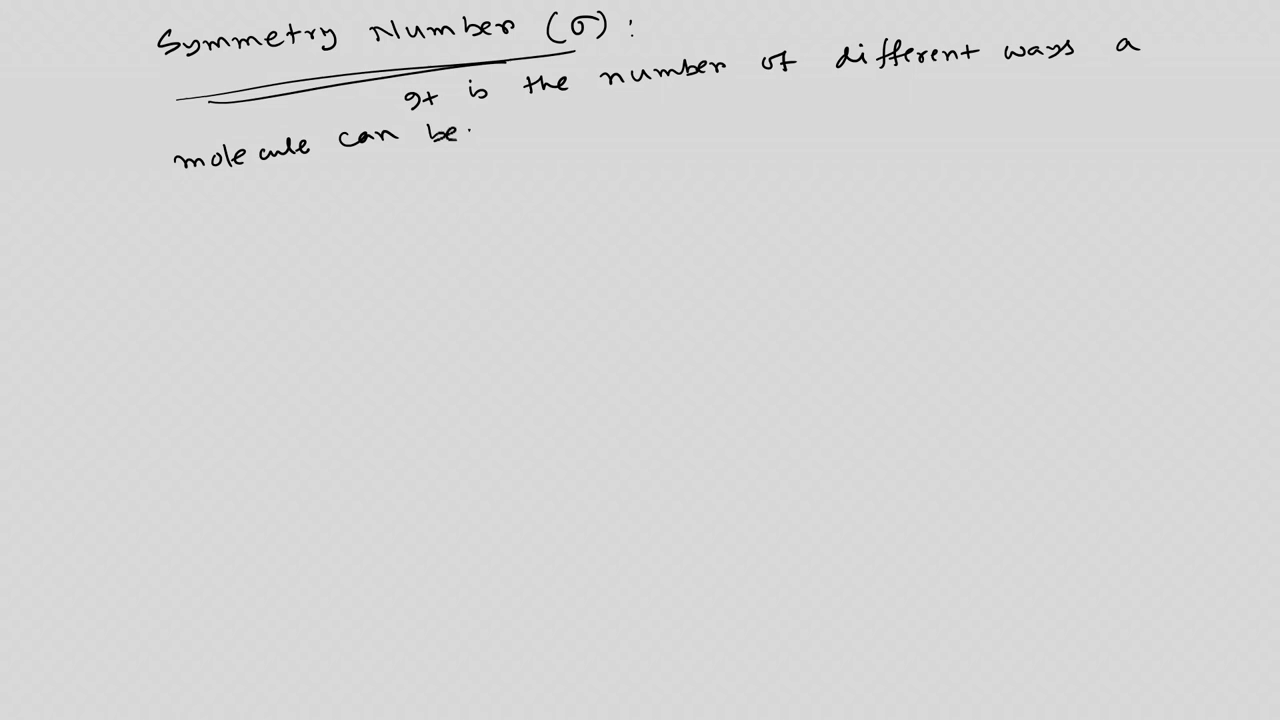 Symmetry Number (σ):
It is the number of different ways a
molecule can be.